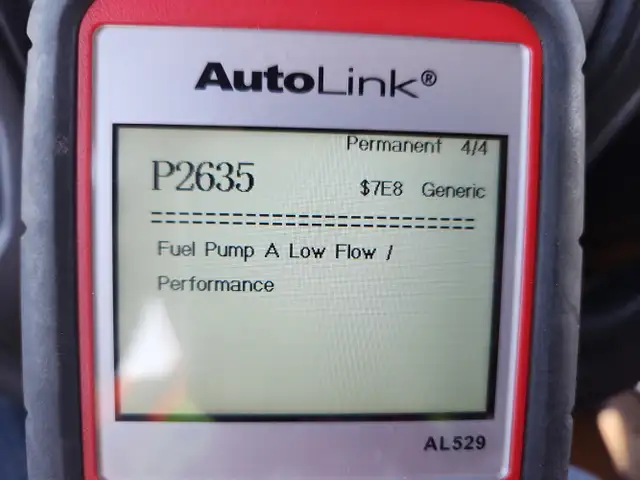 AutoLink®
Permanent 4/4
P2635
$7E8 Generic
==============================
Fuel Pump A Low Flow /
Performance
AL529